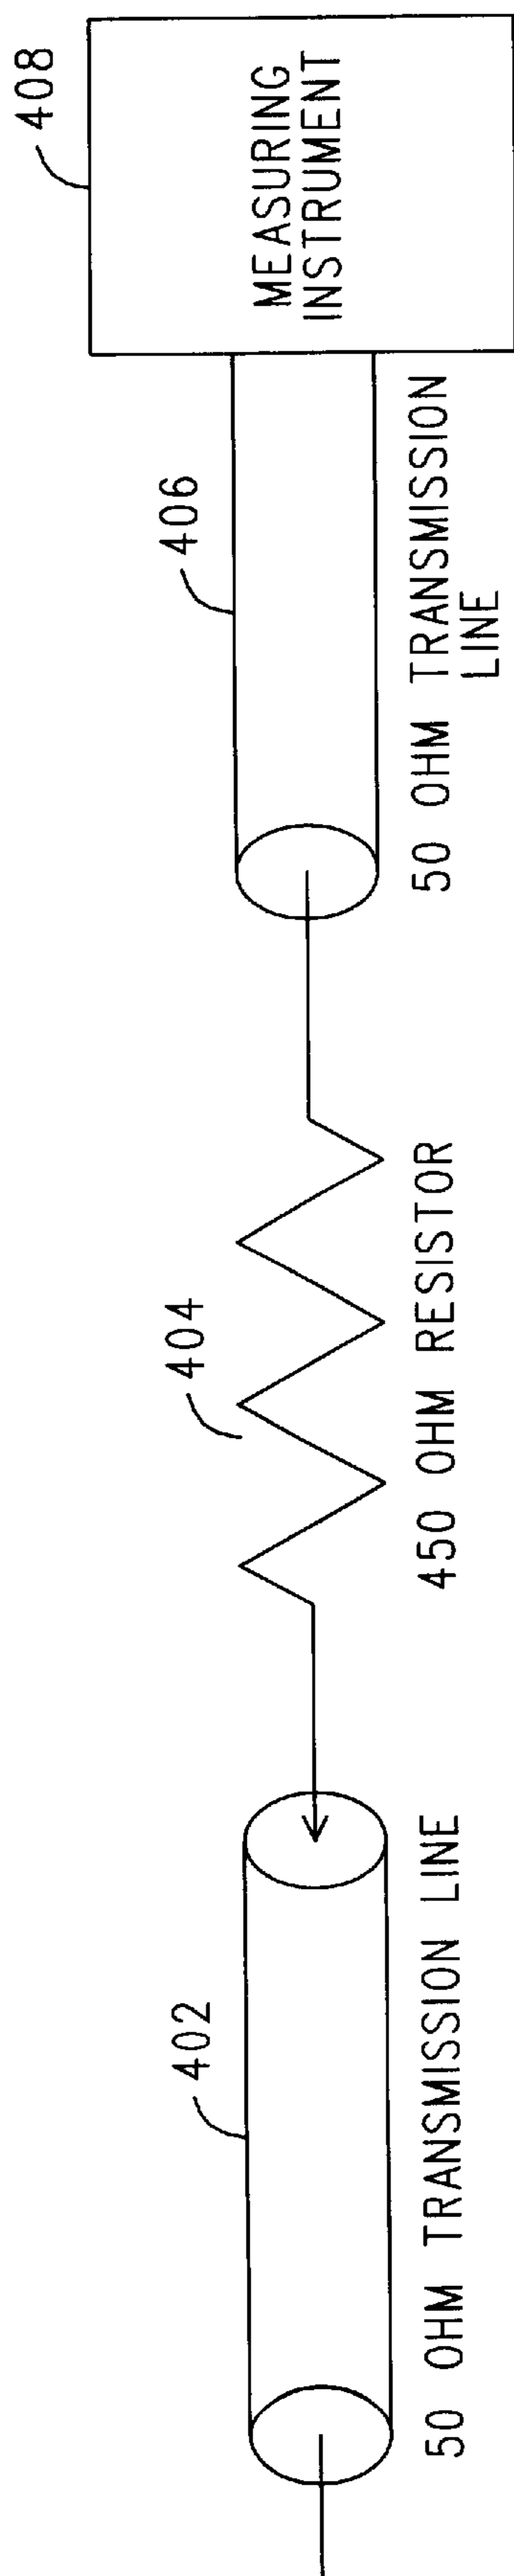 402
50 OHM TRANSMISSION LINE
404
450 OHM RESISTOR
406
50 OHM TRANSMISSION
LINE
408
MEASURING
INSTRUMENT